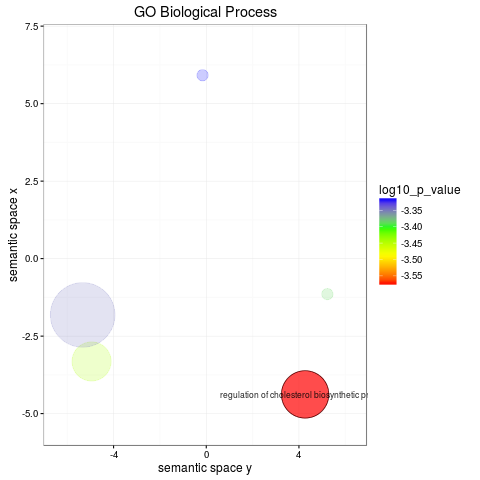 GO Biological Process
7.5
5.0
2.5
0.0
-2.5
-5.0
semantic space x
-4
0
4
semantic space y
regulation of cholesterol biosynthetic pr
log10_p_value
-3.35
-3.40
-3.45
-3.50
-3.55